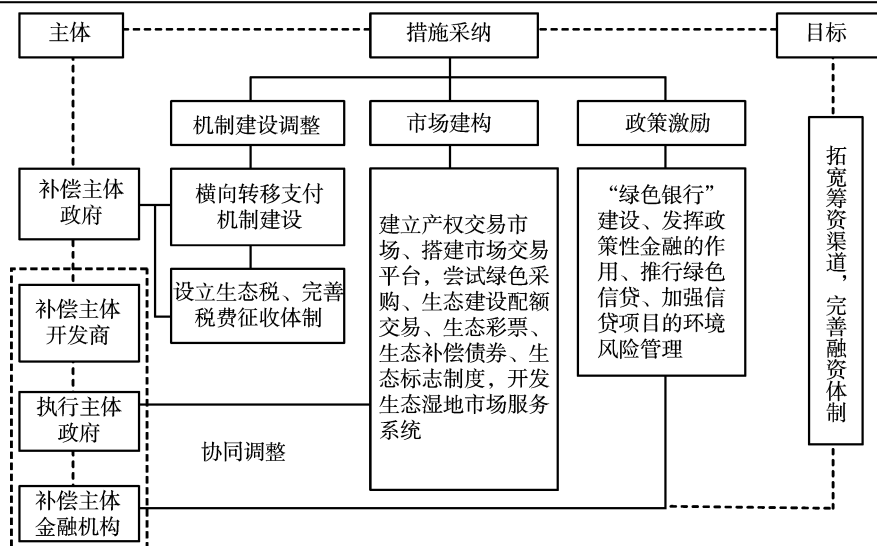 主体
措施采纳
目标
机制建设调整
市场建构
政策激励
补偿主体
政府
横向转移支付
机制建设
设立生态税、完善
税费征收体制
建立产权交易市
场、搭建市场交易
平台，尝试绿色采
购、生态建设配额
交易、生态彩票、
生态补偿债券、生
态标志制度，开发
生态湿地市场服务
系统
“绿色银行”
建设、发挥政
策性金融的作
用、推行绿色
信贷、加强信
贷项目的环境
风险管理
拓宽筹资渠道，完善融资体制
补偿主体
开发商
执行主体
政府
协同调整
补偿主体
金融机构